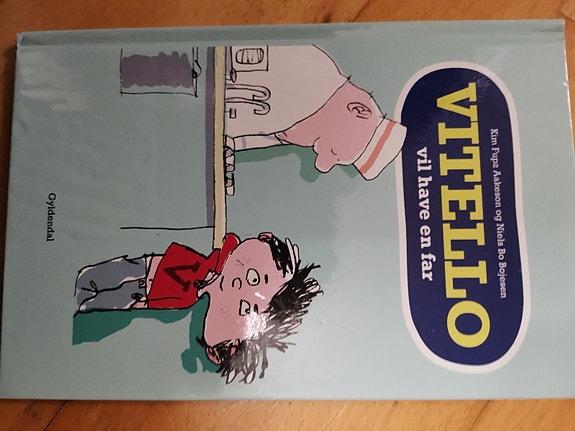 Kim Fupz Aakeson og Niels Bo Bojesen
VITELLO
vil have en far
V
Gyldendal